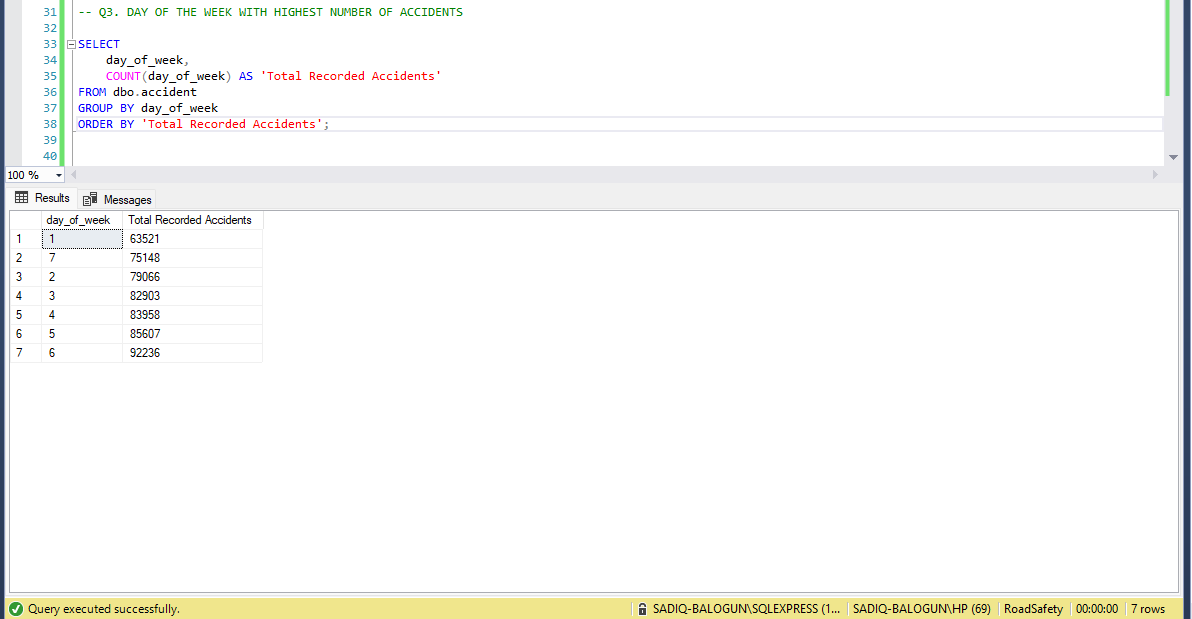 31 -- Q3. DAY OF THE WEEK WITH HIGHEST NUMBER OF ACCIDENTS
32
33 SELECT
34 day_of_week,
35 COUNT(day_of_week) AS 'Total Recorded Accidents'
36 FROM dbo.accident
37 GROUP BY day_of_week
38 ORDER BY 'Total Recorded Accidents';
39
40
100 %
Results Messages
day_of_week Total Recorded Accidents
1 1 63521
2 7 75148
3 2 79066
4 3 82903
5 4 83958
6 5 85607
7 6 92236
Query executed successfully. SADIQ-BALOGUN\SQLEXPRESS (1... SADIQ-BALOGUN\HP (69) RoadSafety 00:00:00 7 rows